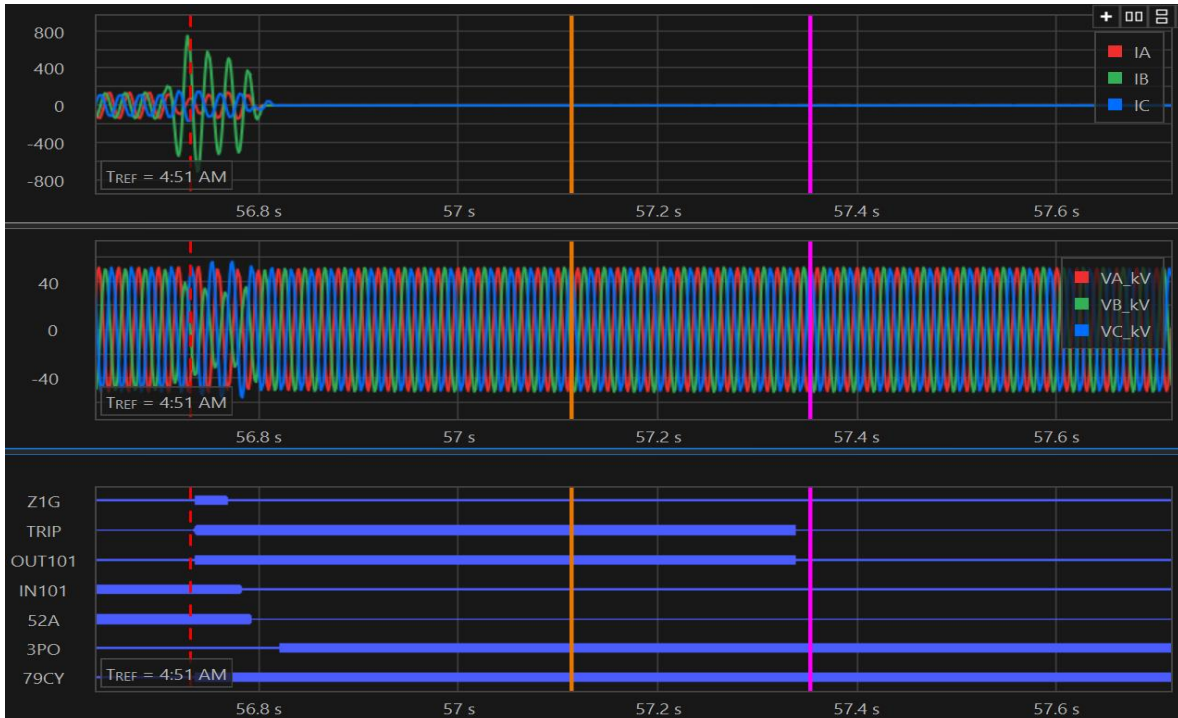 800
400
0
-400
-800
IA
IB
IC
TREF = 4:51 AM
56.8 s 57 s 57.2 s 57.4 s 57.6 s
40
0
-40
VA_kV
VB_kV
VC_kV
TREF = 4:51 AM
56.8 s 57 s 57.2 s 57.4 s 57.6 s
Z1G
TRIP
OUT101
IN101
52A
3PO
79CY
TREF = 4:51 AM
56.8 s 57 s 57.2 s 57.4 s 57.6 s